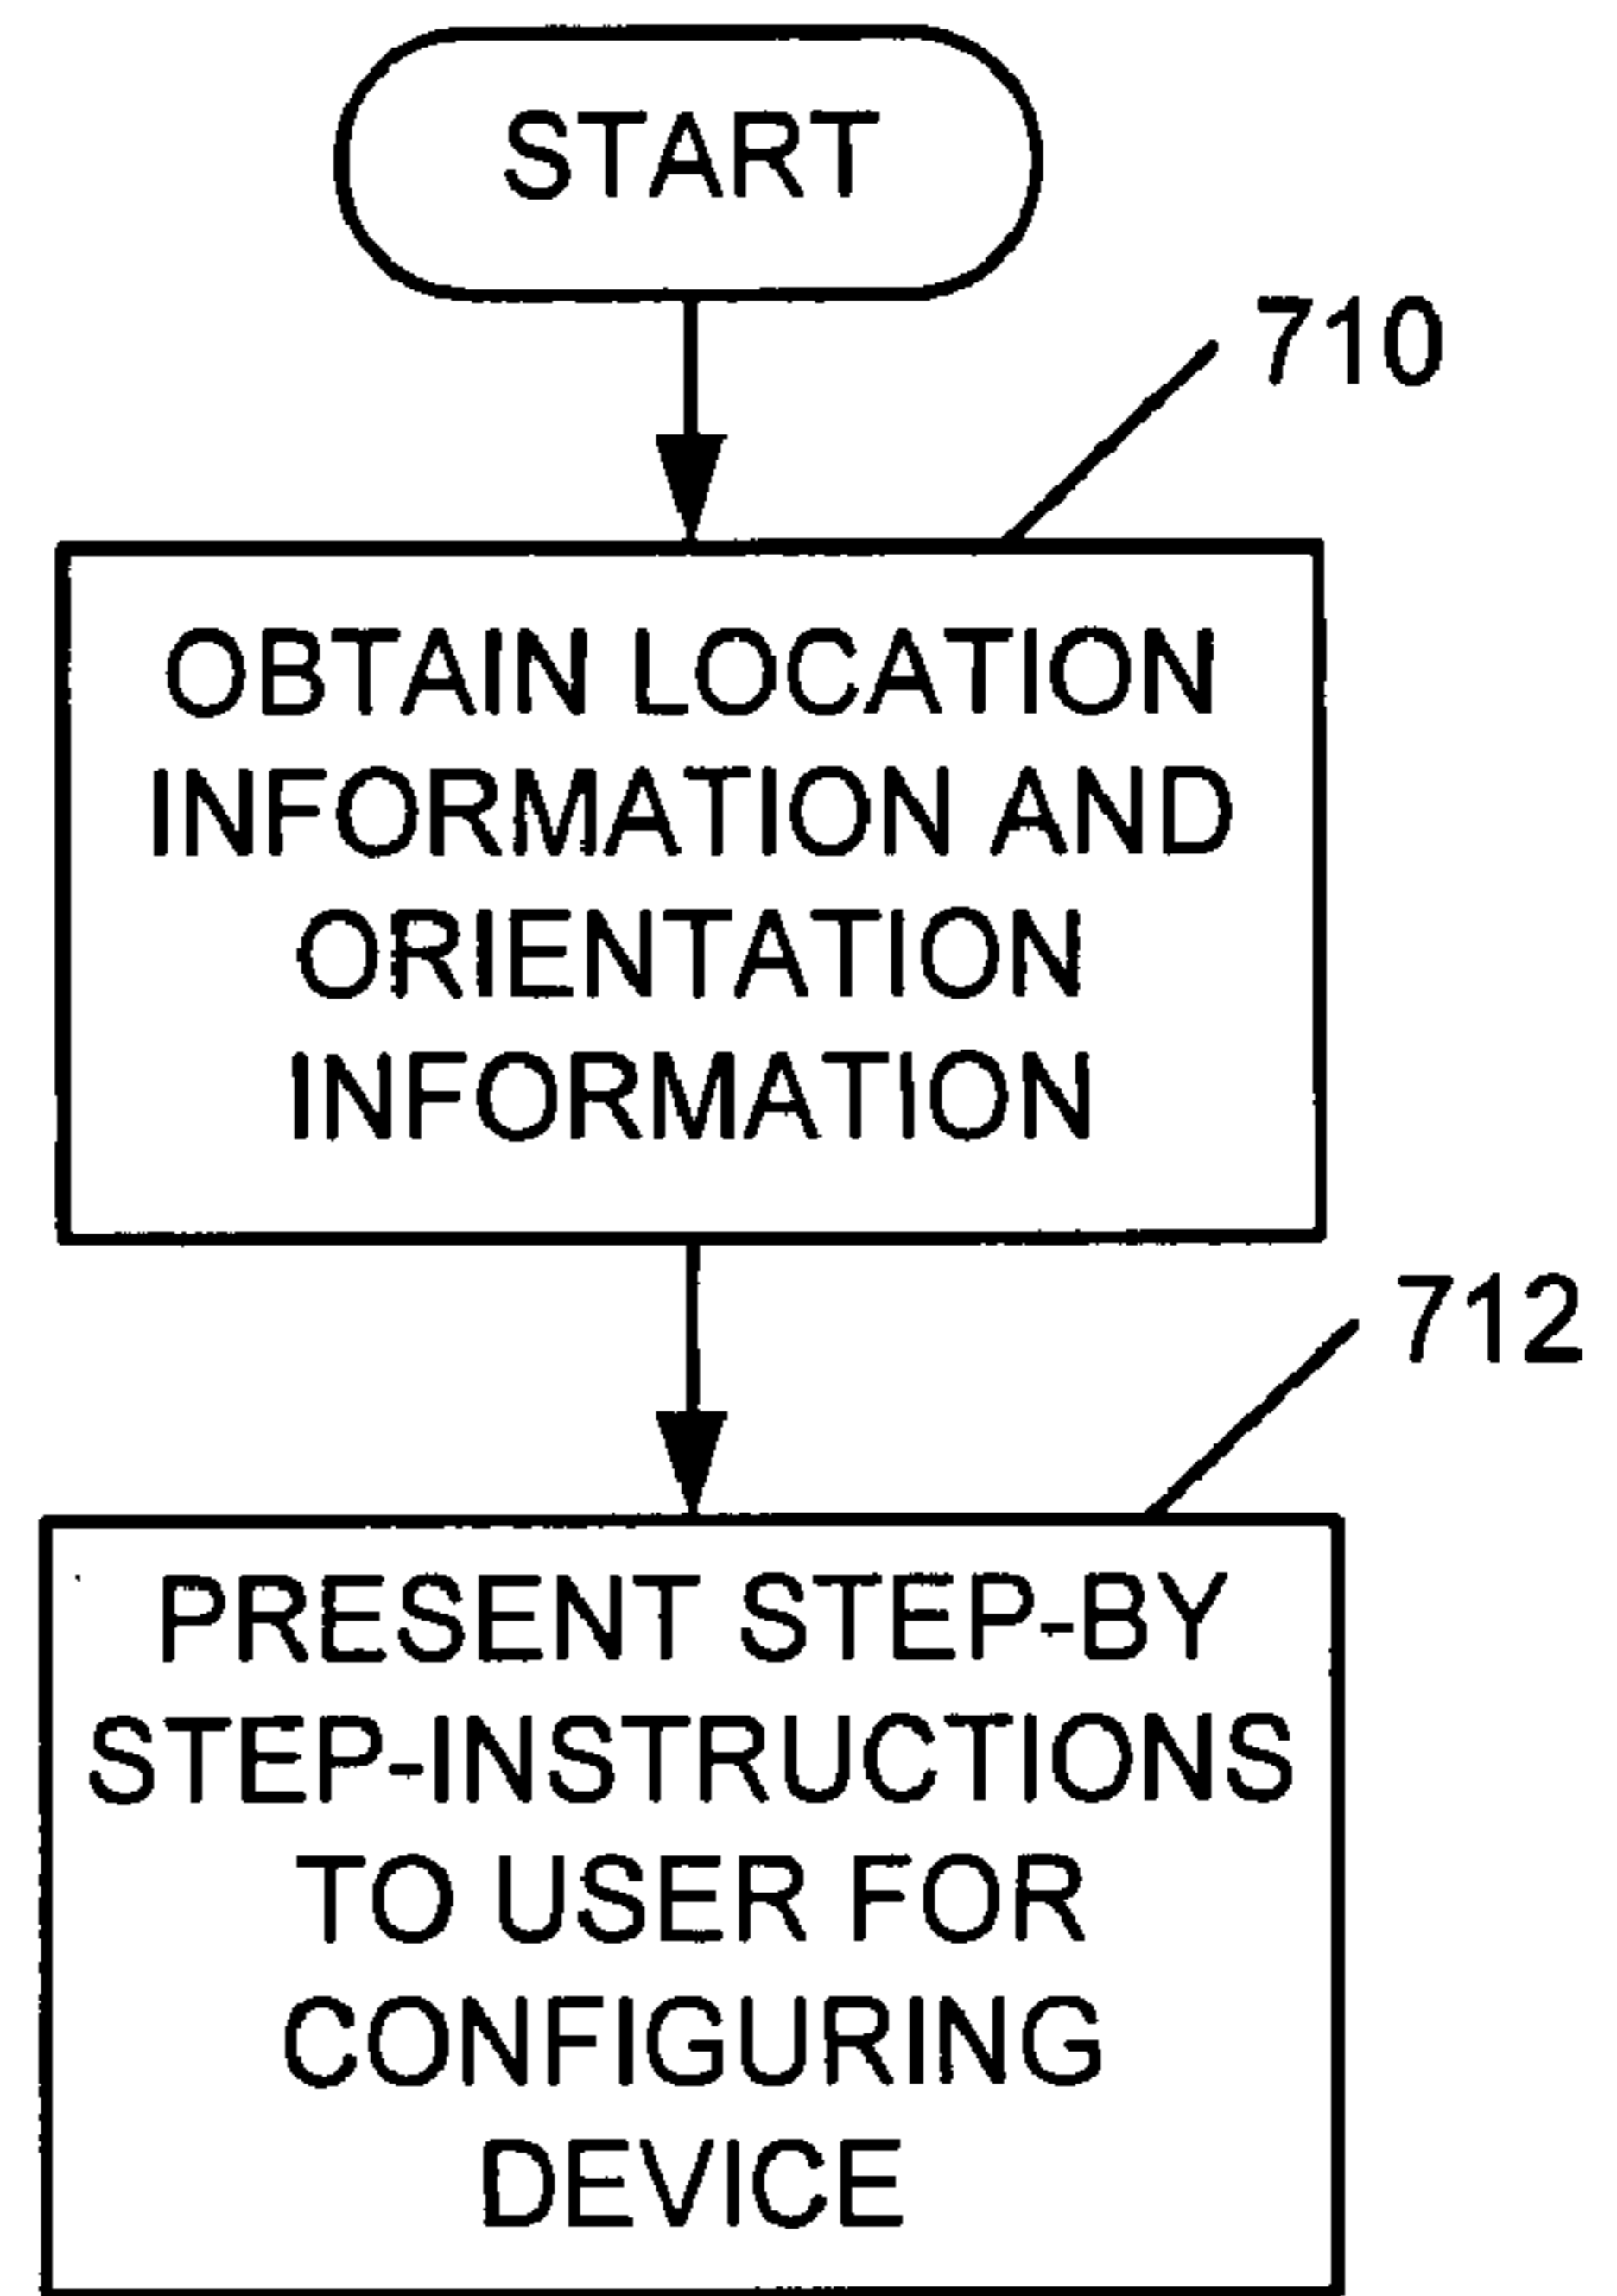 START
710
OBTAIN LOCATION
INFORMATION AND
ORIENTATION
INFORMATION
712
PRESENT STEP-BY
STEP-INSTRUCTIONS
TO USER FOR
CONFIGURING
DEVICE